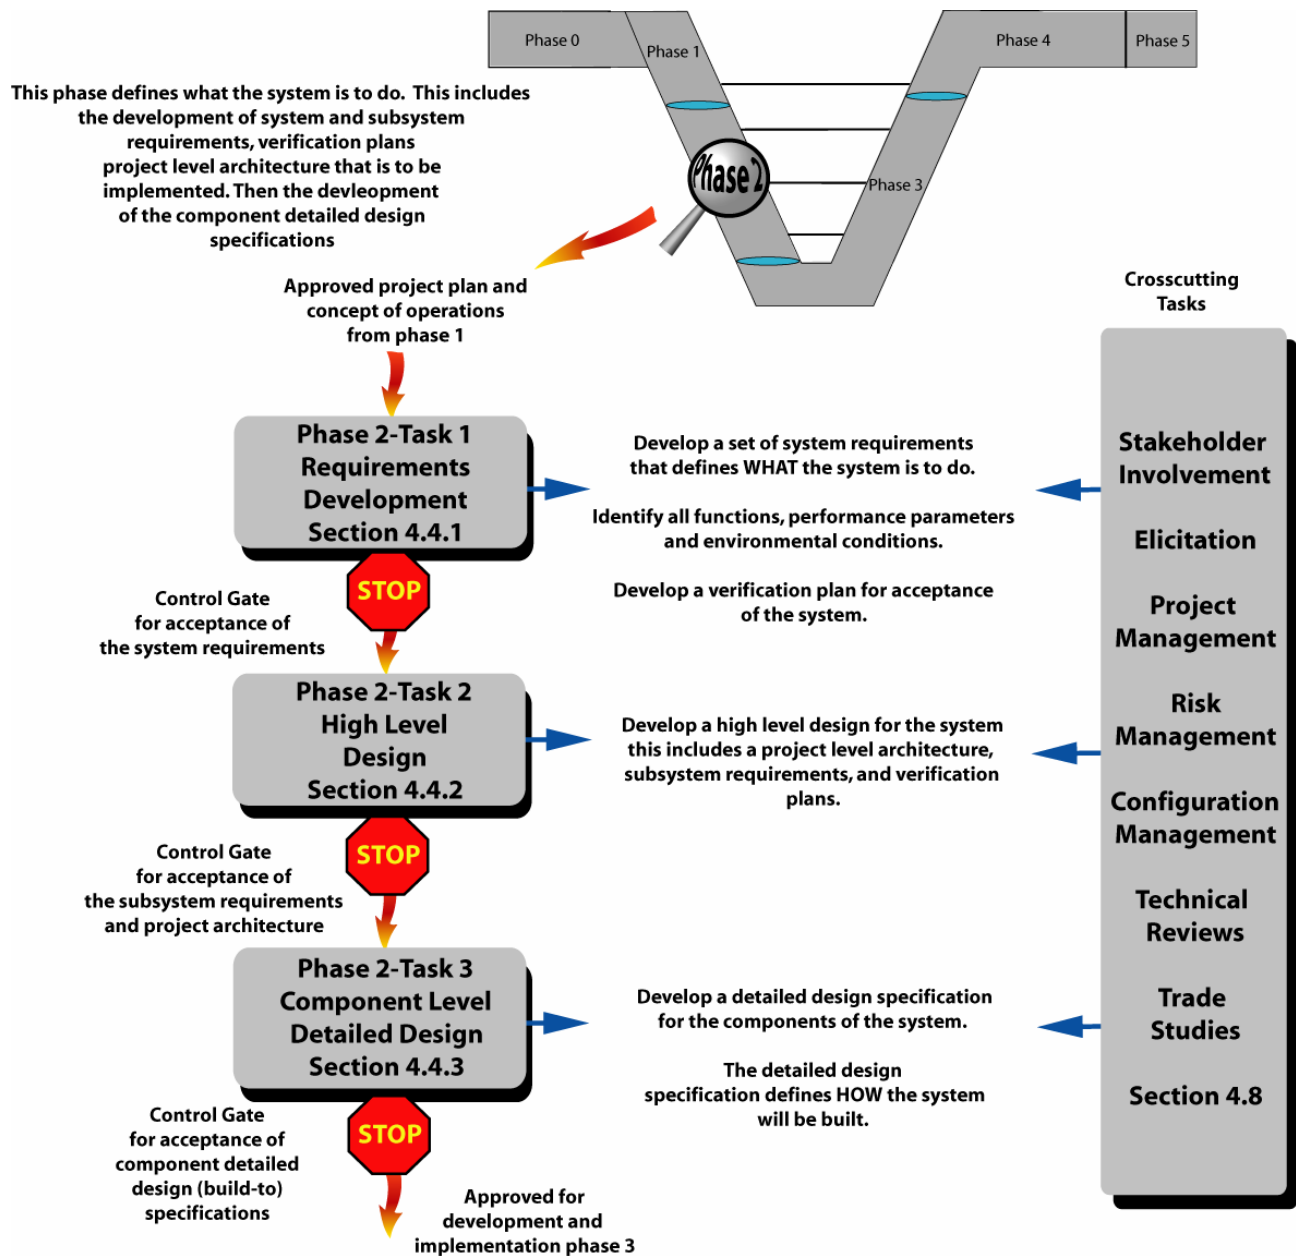 Phase 0
Phase 1
Phase 4
Phase 5
This phase defines what the system is to do. This includes
the development of system and subsystem
requirements, verification plans
project level architecture that is to be
implemented. Then the devleopment
of the component detailed design
specifications
Phase 2
Phase 3
Approved project plan and
concept of operations
from phase 1
Crosscutting
Tasks
Phase 2-Task 1
Requirements
Development
Section 4.4.1
Develop a set of system requirements
that defines WHAT the system is to do.
Identify all functions, performance parameters
and environmental conditions.
Develop a verification plan for acceptance
of the system.
STOP
Control Gate
for acceptance of
the system requirements
Phase 2-Task 2
High Level
Design
Section 4.4.2
Develop a high level design for the system
this includes a project level architecture,
subsystem requirements, and verification
plans.
STOP
Control Gate
for acceptance of
the subsystem requirements
and project architecture
Phase 2-Task 3
Component Level
Detailed Design
Section 4.4.3
Develop a detailed design specification
for the components of the system.
The detailed design
specification defines HOW the system
will be built.
STOP
Control Gate
for acceptance of
component detailed
design (build-to)
specifications
Approved for
development and
implementation phase 3
Stakeholder
Involvement
Elicitation
Project
Management
Risk
Management
Configuration
Management
Technical
Reviews
Trade
Studies
Section 4.8